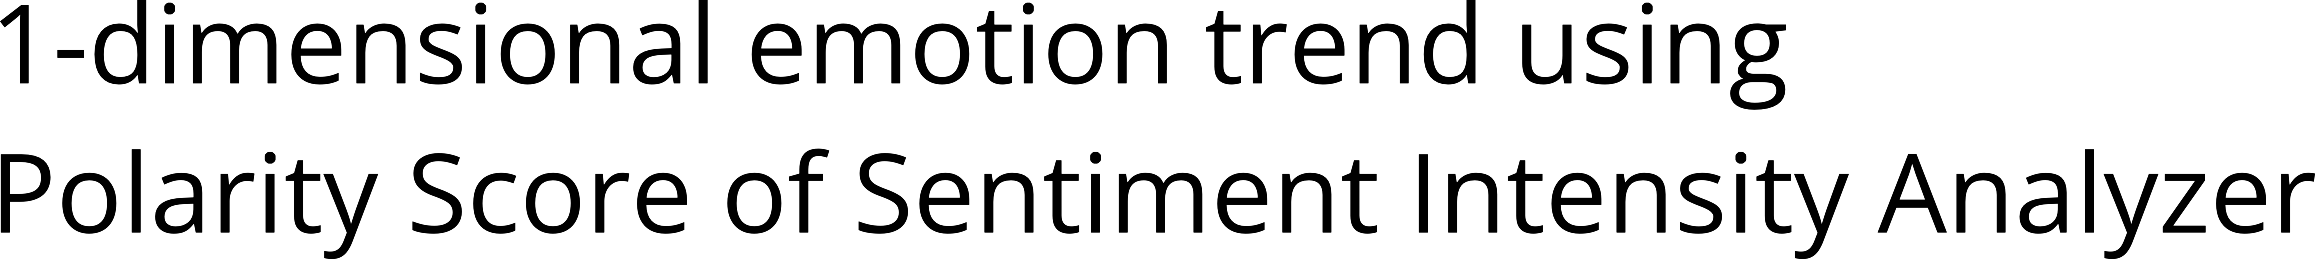 1-dimensional emotion trend using
Polarity Score of Sentiment Intensity Analyzer